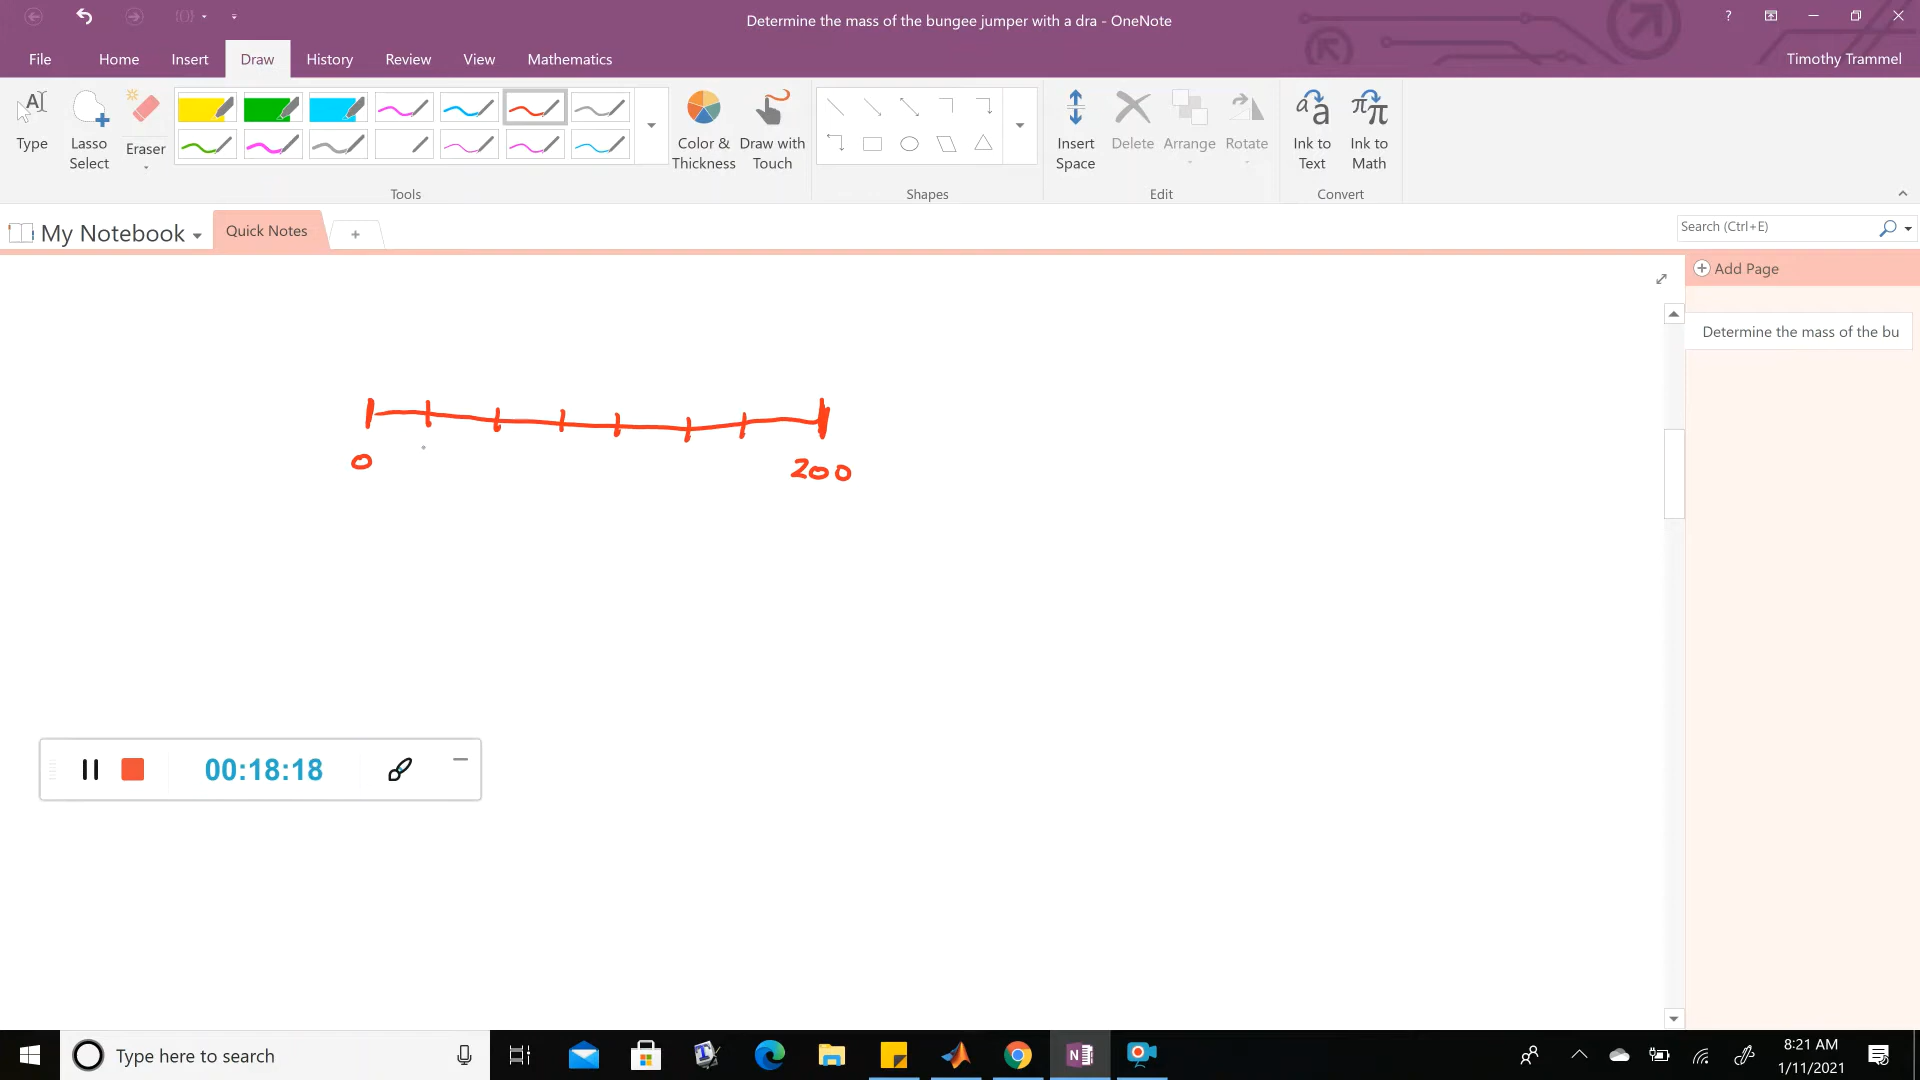 Determine the mass of the bungee jumper with a dra - OneNote
File Home Insert Draw History Review View Mathematics
Timothy Trammel
Type
Lasso Select
Eraser
Color & Thickness
Draw with Touch
Insert Space
Delete
Arrange
Rotate
Ink to Text
Ink to Math
Tools
Shapes
Edit
Convert
My Notebook
Quick Notes
Search (Ctrl+E)
Add Page
Determine the mass of the bu
0
200
00:18:18
Type here to search
8:21 AM
1/11/2021